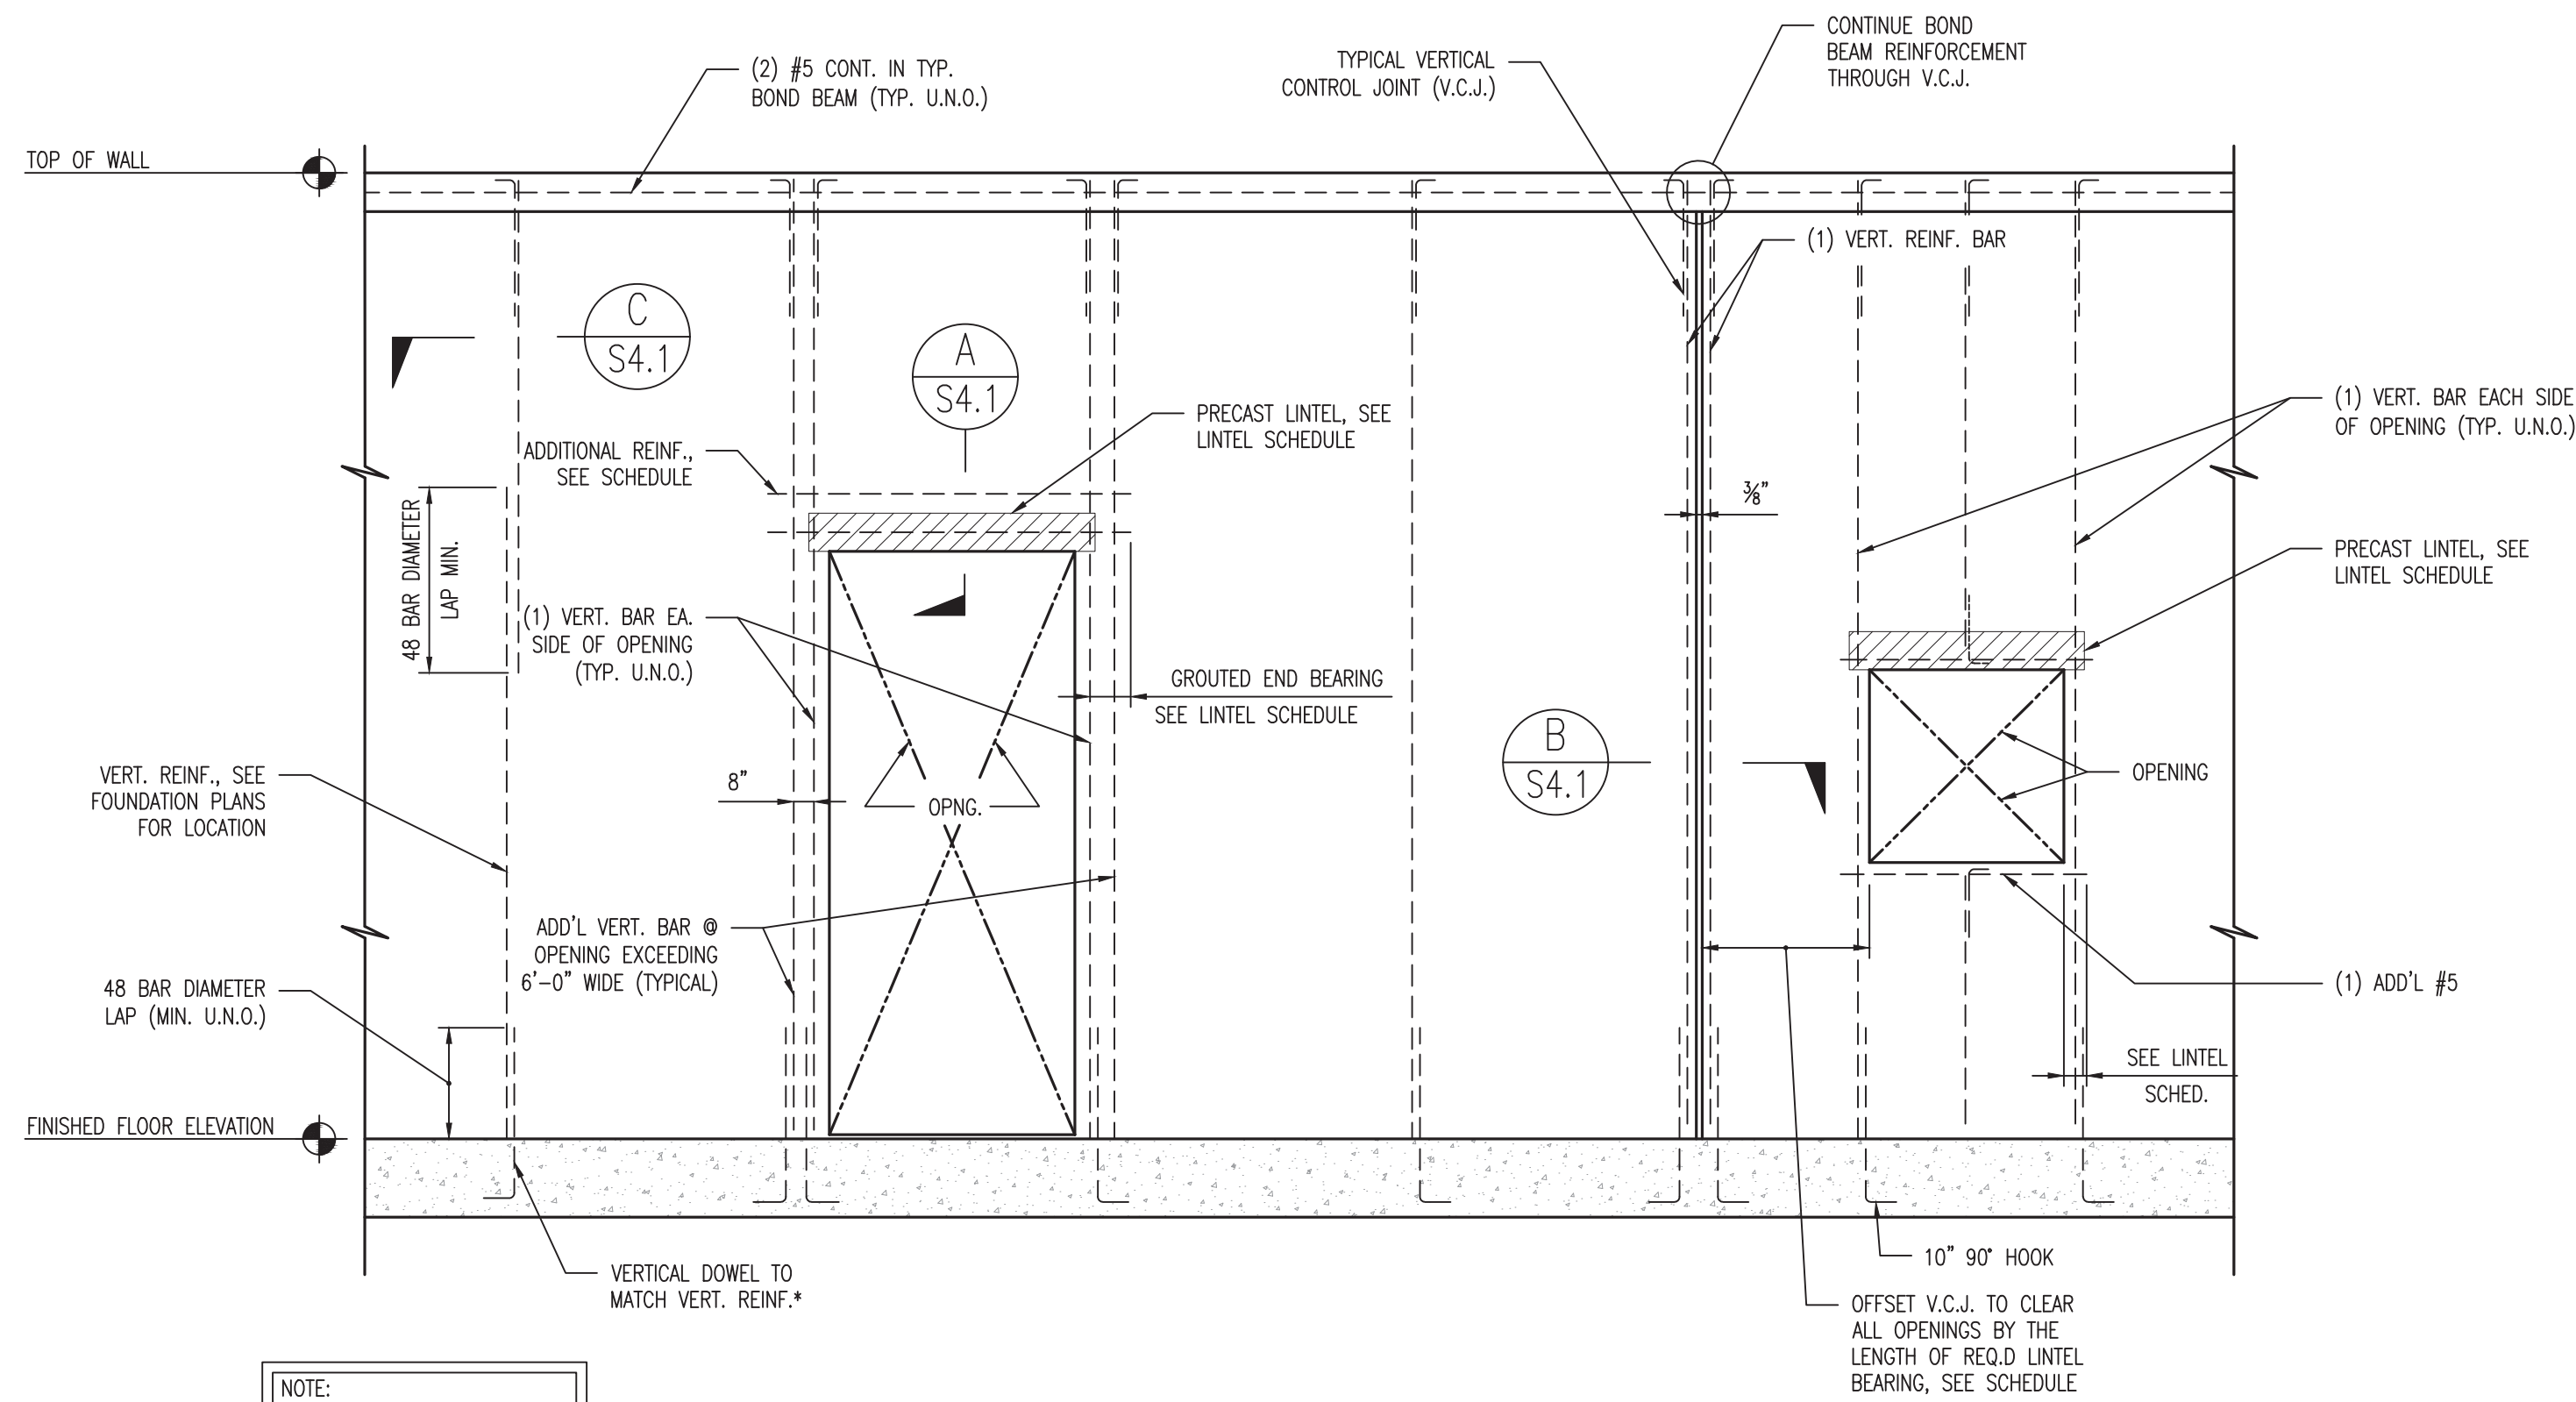 CONTINUE BOND
BEAM REINFORCEMENT
THROUGH V.C.J.
TYPICAL VERTICAL
CONTROL JOINT (V.C.J.)
(2) #5 CONT. IN TYP.
BOND BEAM (TYP. U.N.O.)
TOP OF WALL
(1) VERT. REINF. BAR
C
S4.1
A
S4.1
PRECAST LINTEL, SEE
LINTEL SCHEDULE
(1) VERT. BAR EACH SIDE
OF OPENING (TYP. U.N.O.)
ADDITIONAL REINF.,
SEE SCHEDULE
3/8"
48 BAR DIAMETER
LAP MIN.
PRECAST LINTEL, SEE
LINTEL SCHEDULE
(1) VERT. BAR EA.
SIDE OF OPENING
(TYP. U.N.O.)
GROUTED END BEARING
SEE LINTEL SCHEDULE
B
S4.1
VERT. REINF., SEE
FOUNDATION PLANS
FOR LOCATION
8"
OPNG.
OPENING
ADD'L VERT. BAR @
OPENING EXCEEDING
6'-0" WIDE (TYPICAL)
48 BAR DIAMETER
LAP (MIN. U.N.O.)
(1) ADD'L #5
SEE LINTEL
SCHED.
FINISHED FLOOR ELEVATION
VERTICAL DOWEL TO
MATCH VERT. REINF.*
10" 90° HOOK
OFFSET V.C.J. TO CLEAR
ALL OPENINGS BY THE
LENGTH OF REQ.D LINTEL
BEARING, SEE SCHEDULE
NOTE: